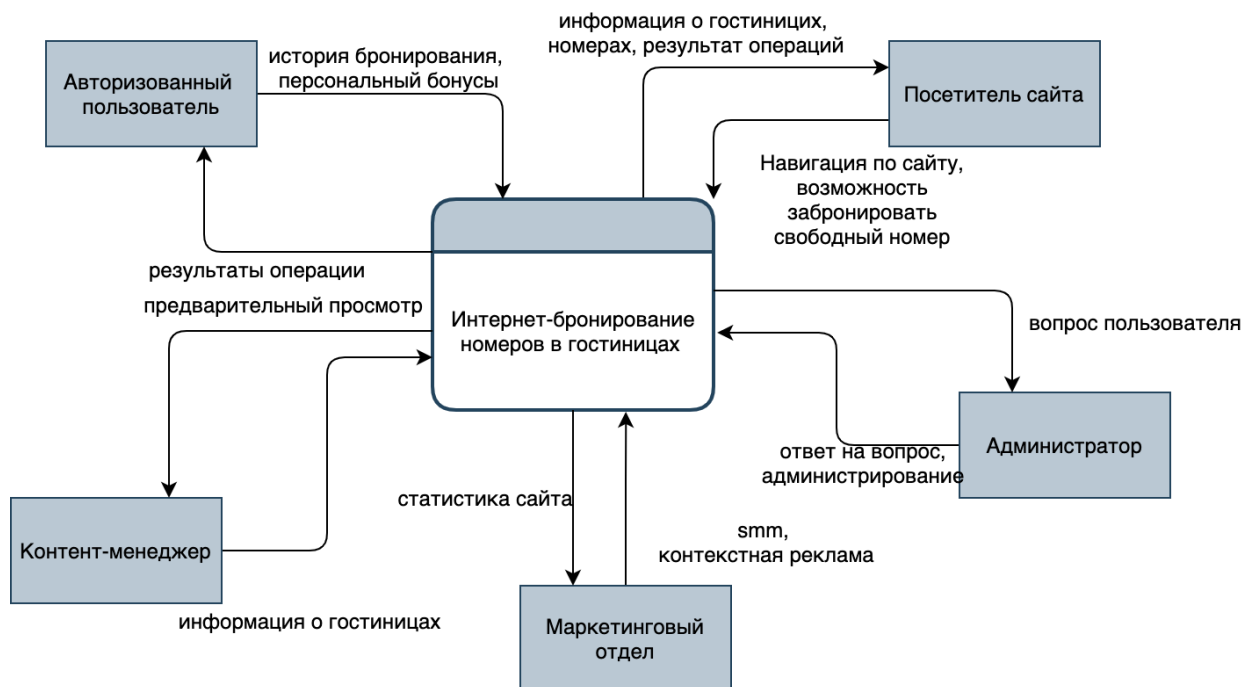 информация о гостиницих,
номерах, результат операций
история бронирования,
персональный бонусы
Авторизованный
пользователь
Посетитель сайта
Навигация по сайту,
возможность
забронировать
свободный номер
результаты операции
предварительный просмотр
Интернет-бронирование
номеров в гостиницах
вопрос пользователя
Администратор
ответ на вопрос,
администрирование
статистика сайта
smm,
контекстная реклама
Контент-менеджер
информация о гостиницах
Маркетинговый
отдел